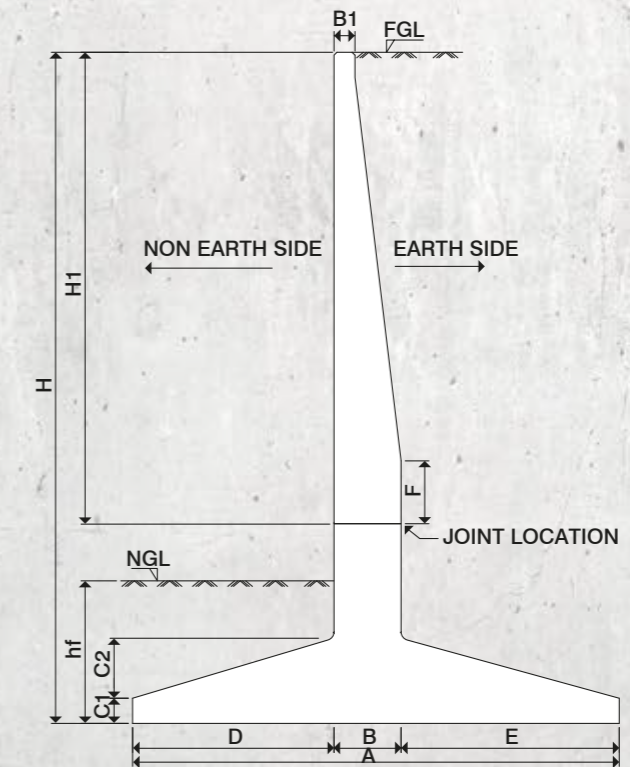 B1
FGL
NON EARTH SIDE
EARTH SIDE
H1
H
F
JOINT LOCATION
NGL
hf
C2
C1
D
B
E
A